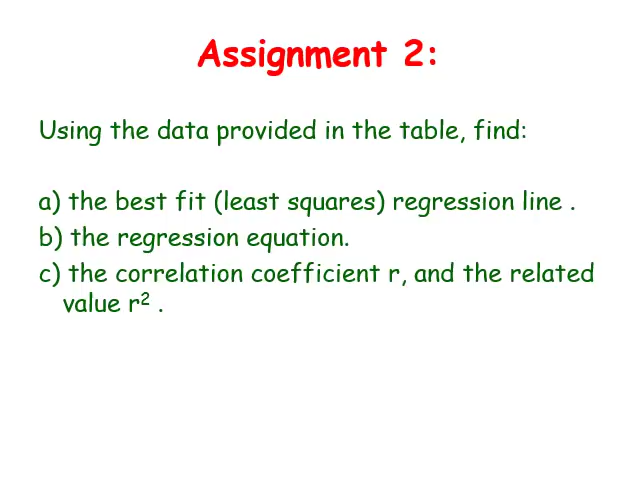 Assignment 2:
Using the data provided in the table, find:
a) the best fit (least squares) regression line .
b) the regression equation.
c) the correlation coefficient r, and the related
value r² .